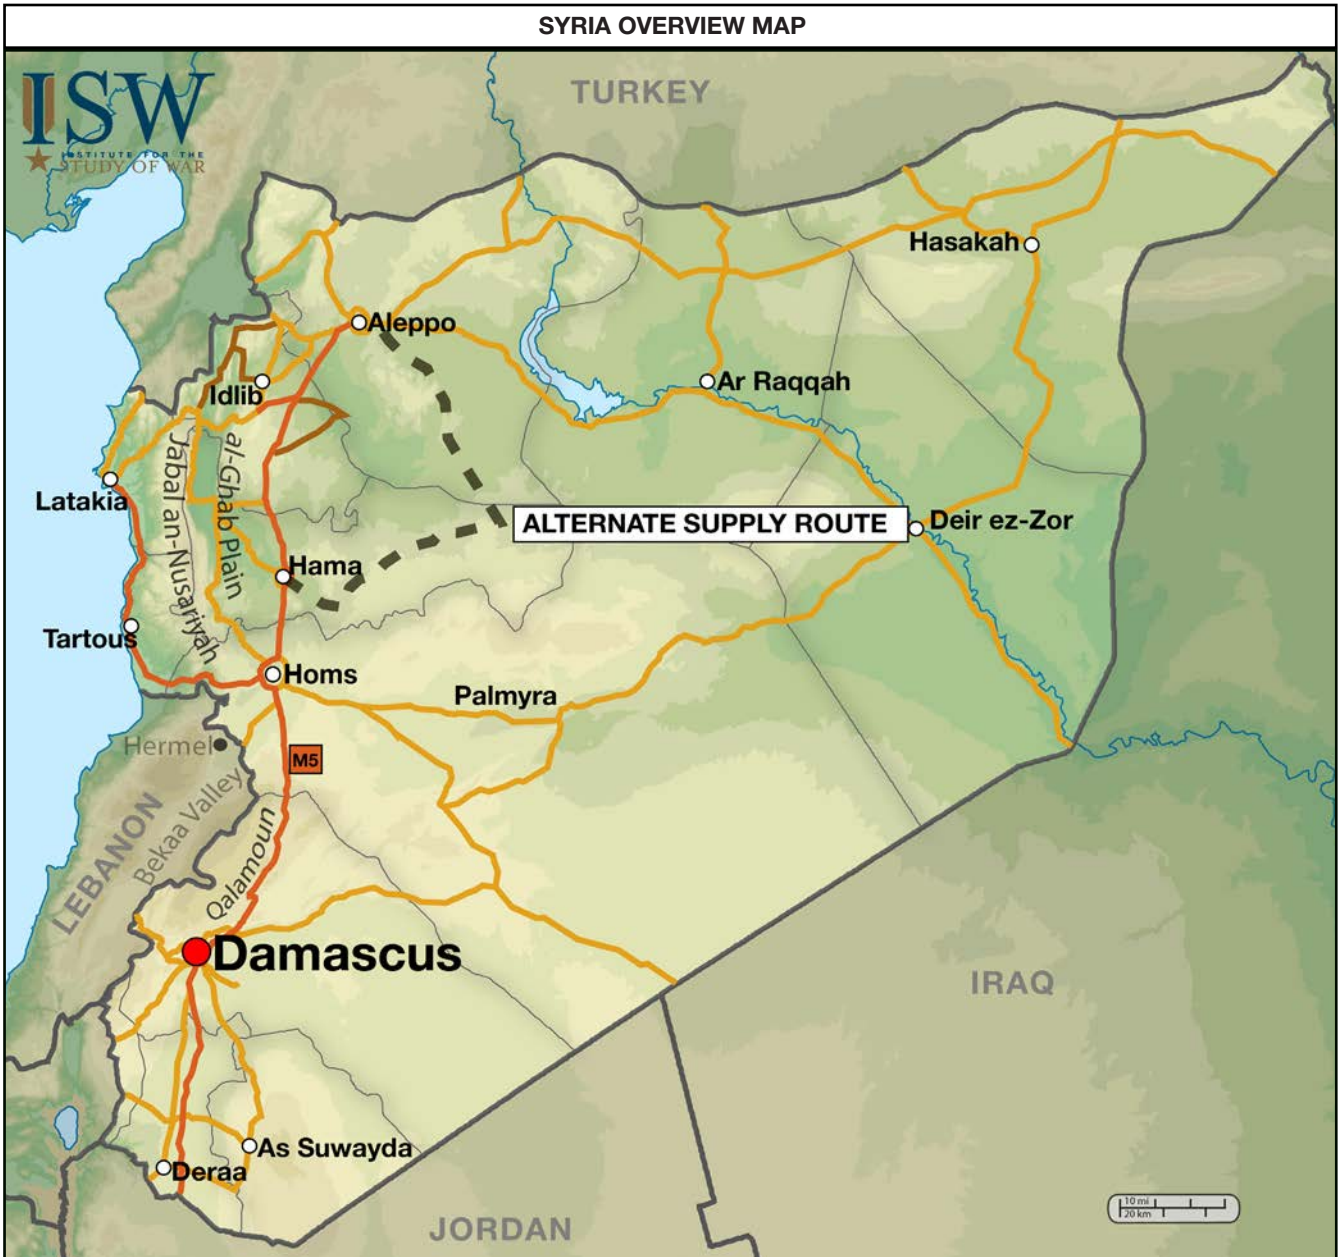 SYRIA OVERVIEW MAP
ISW
INSTITUTE FOR THE
STUDY OF WAR
TURKEY
Hasakah
Aleppo
Idlib
Ar Raqqah
Latakia
Jabal an-Nusariyah
al-Ghab Plain
ALTERNATE SUPPLY ROUTE
Deir ez-Zor
Hama
Tartous
Homs
Palmyra
Hermel
M5
LEBANON
Bekaa Valley
Qalamoun
Damascus
IRAQ
As Suwayda
Deraa
JORDAN
10 mi
20 km